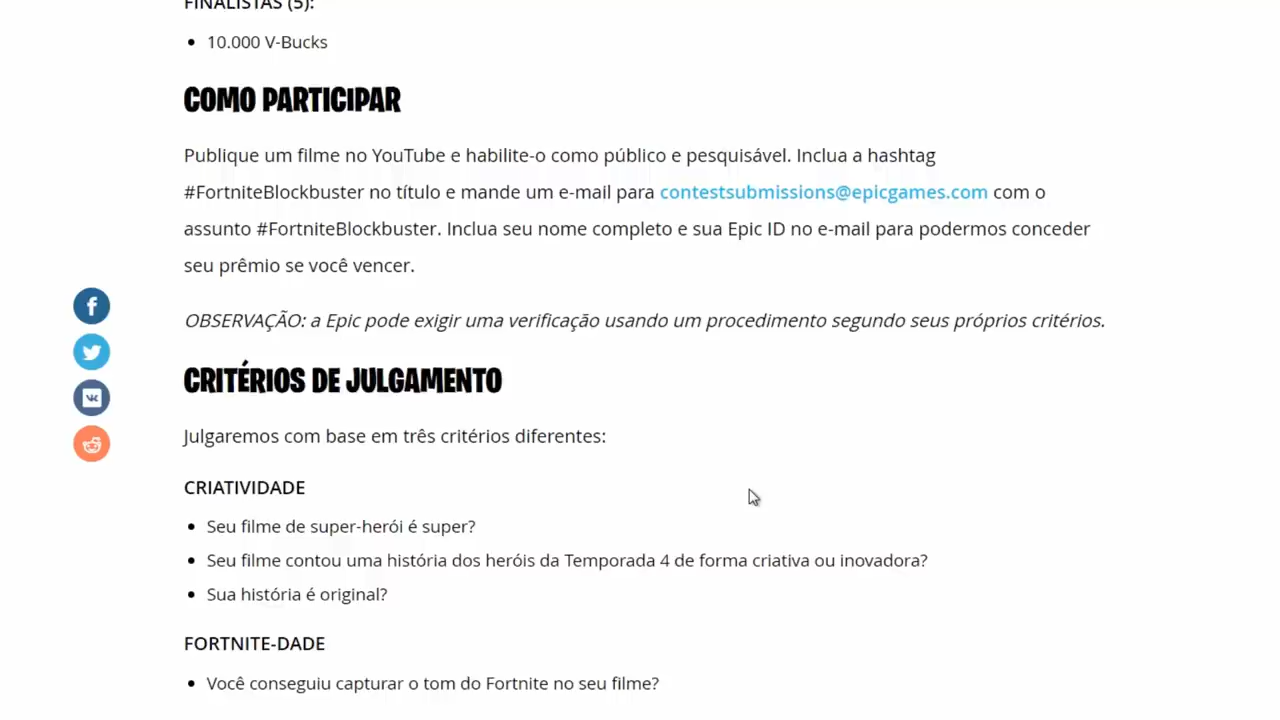 FINALISTAS (5):
10.000 V-Bucks
COMO PARTICIPAR
Publique um filme no YouTube e habilite-o como público e pesquisável. Inclua a hashtag
#FortniteBlockbuster no título e mande um e-mail para contestsubmissions@epicgames.com com o
assunto #FortniteBlockbuster. Inclua seu nome completo e sua Epic ID no e-mail para podermos conceder
seu prêmio se você vencer.
OBSERVAÇÃO: a Epic pode exigir uma verificação usando um procedimento segundo seus próprios critérios.
CRITÉRIOS DE JULGAMENTO
Julgaremos com base em três critérios diferentes:
CRIATIVIDADE
Seu filme de super-herói é super?
Seu filme contou uma história dos heróis da Temporada 4 de forma criativa ou inovadora?
Sua história é original?
FORTNITE-DADE
Você conseguiu capturar o tom do Fortnite no seu filme?